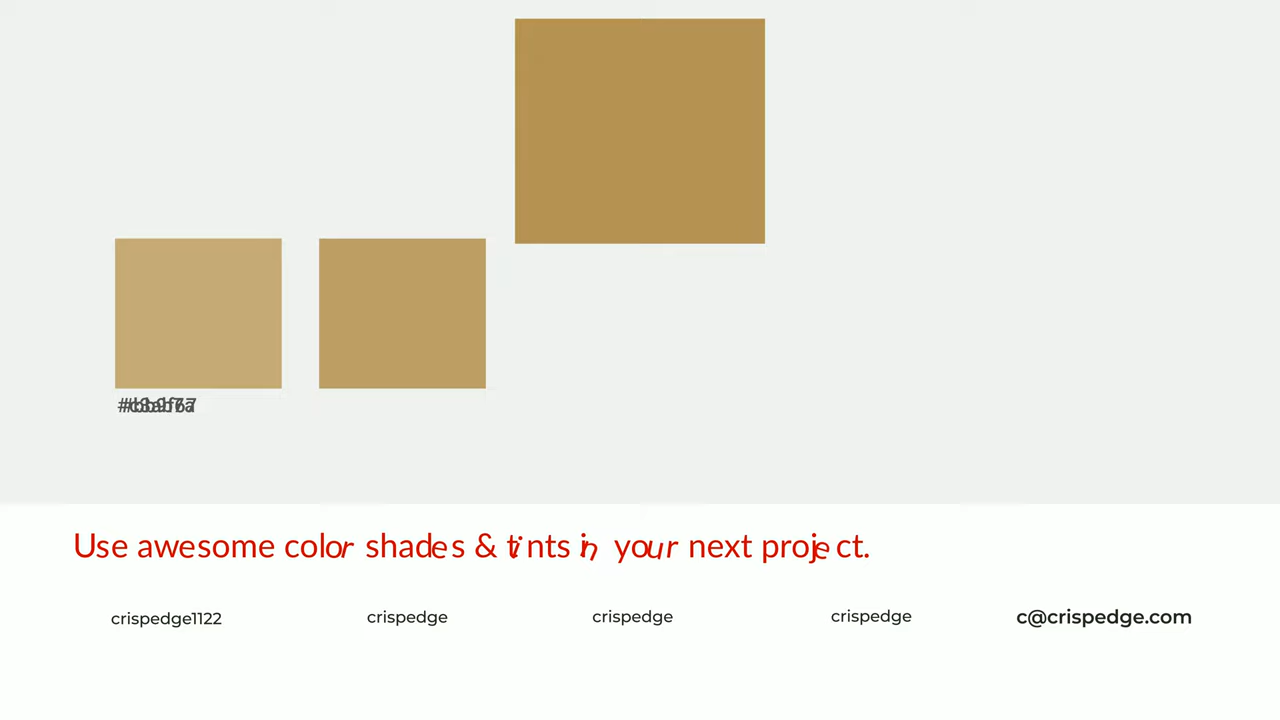 Use awesome color shades & tints in your next project.
crispedge1122 crispedge crispedge crispedge c@crispedge.com